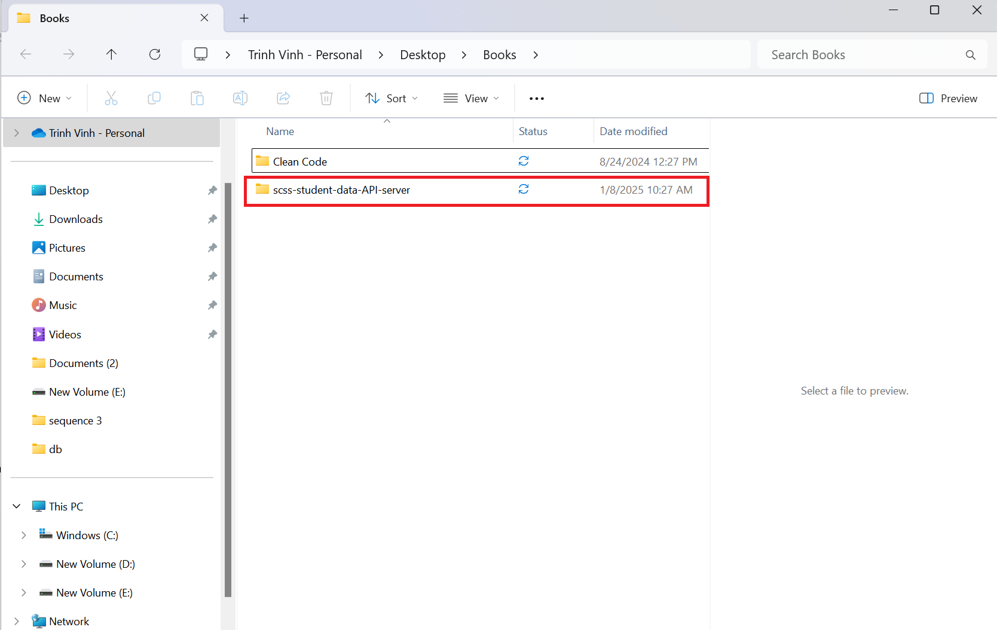 Books
Trinh Vinh - Personal > Desktop > Books >
Search Books
New
Sort
View
Preview
Trinh Vinh - Personal
Desktop
Downloads
Pictures
Documents
Music
Videos
Documents (2)
New Volume (E:)
sequence 3
db
This PC
Windows (C:)
New Volume (D:)
New Volume (E:)
Network
Name Status Date modified
Clean Code 8/24/2024 12:27 PM
scss-student-data-API-server 1/8/2025 10:27 AM
Select a file to preview.